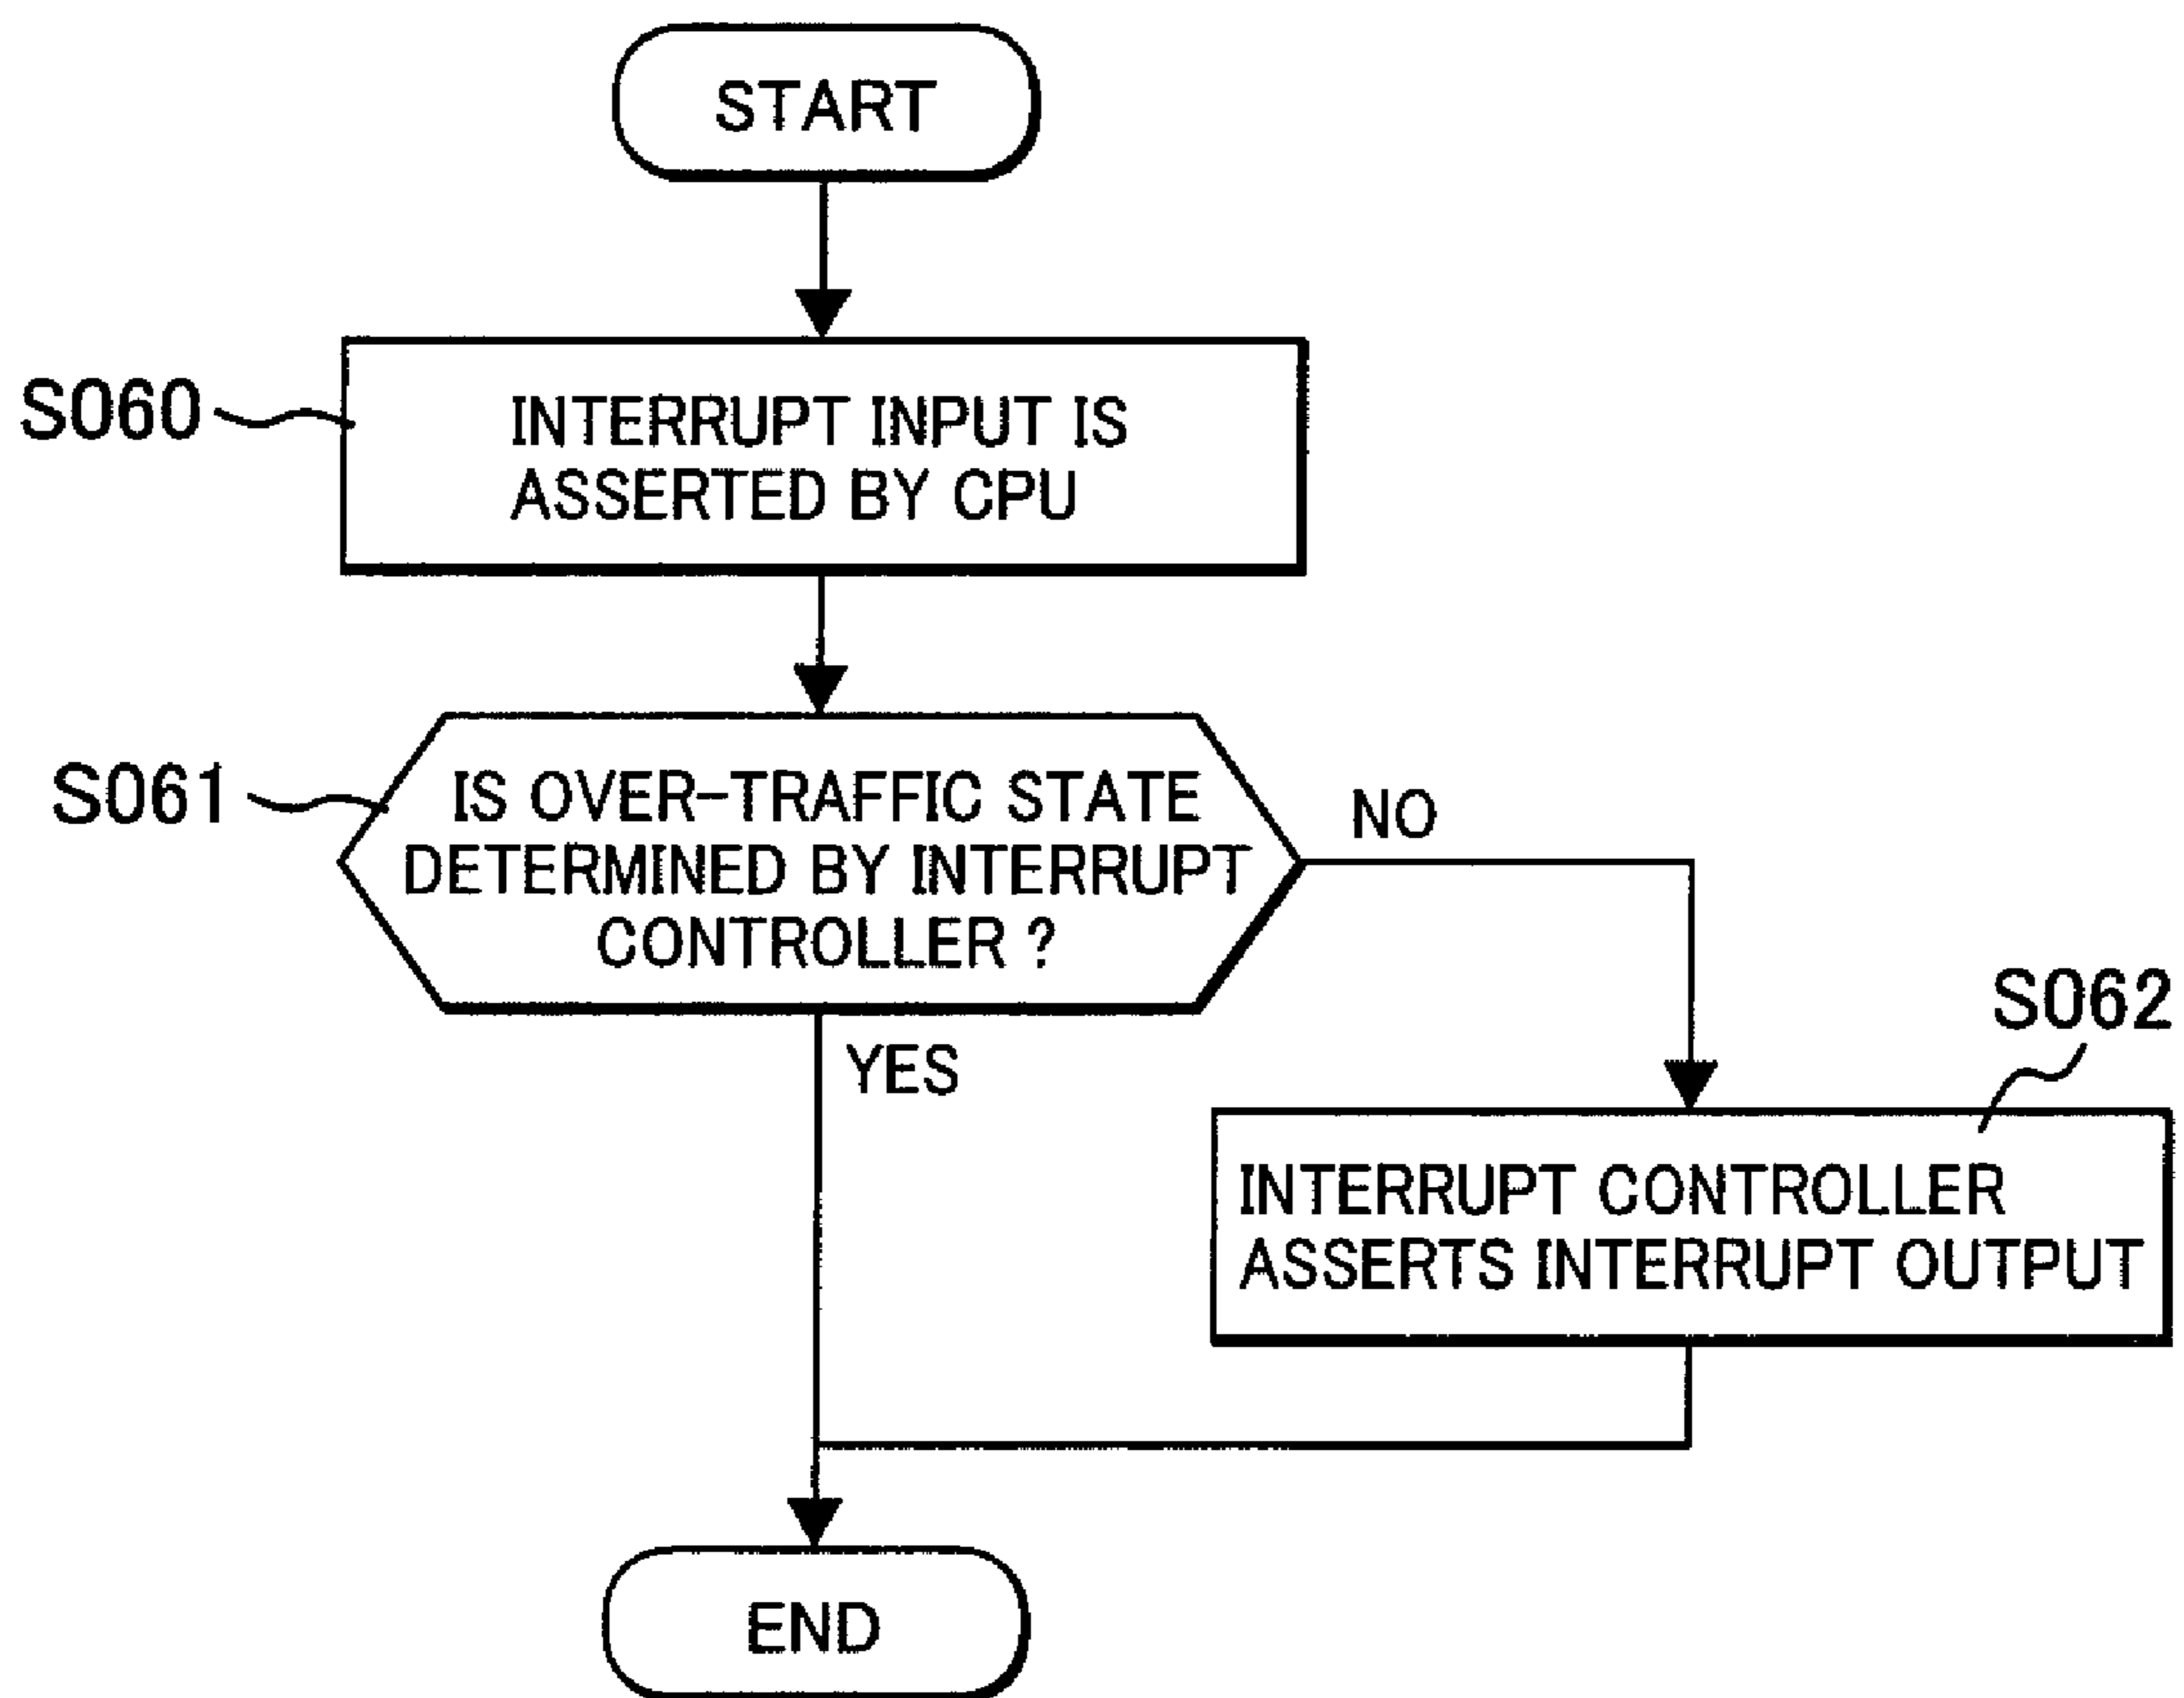 START
S060
INTERRUPT INPUT IS
ASSERTED BY CPU
S061
IS OVER-TRAFFIC STATE
DETERMINED BY INTERRUPT
CONTROLLER ?
NO
YES
S062
INTERRUPT CONTROLLER
ASSERTS INTERRUPT OUTPUT
END